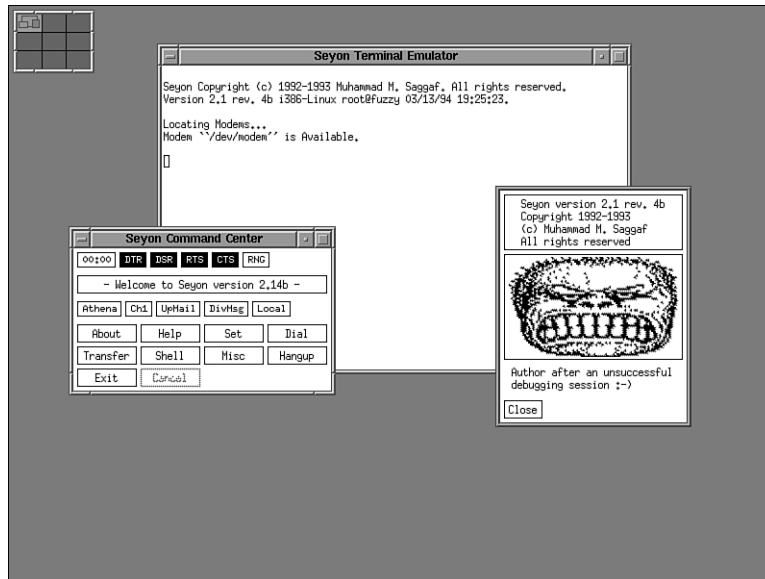 Seyon Terminal Emulator
Seyon Copyright (c) 1992-1993 Muhammad M. Saggaf. All rights reserved.
Version 2.1 rev. 4b i386-Linux root@fuzzy 03/13/94 19:25:23.
Locating Modems...
Modem ``/dev/modem'' is Available.
Seyon version 2.1 rev. 4b
Copyright 1992-1993
(c) Muhammad M. Saggaf
All rights reserved
Author after an unsuccessful
debugging session :-)
Close
Seyon Command Center
00:00 DTR DSR RTS CTS RNG
- Welcome to Seyon version 2.14b -
Athena Ch1 UpMail DivMsg Local
About Help Set Dial
Transfer Shell Misc Hangup
Exit Cancel